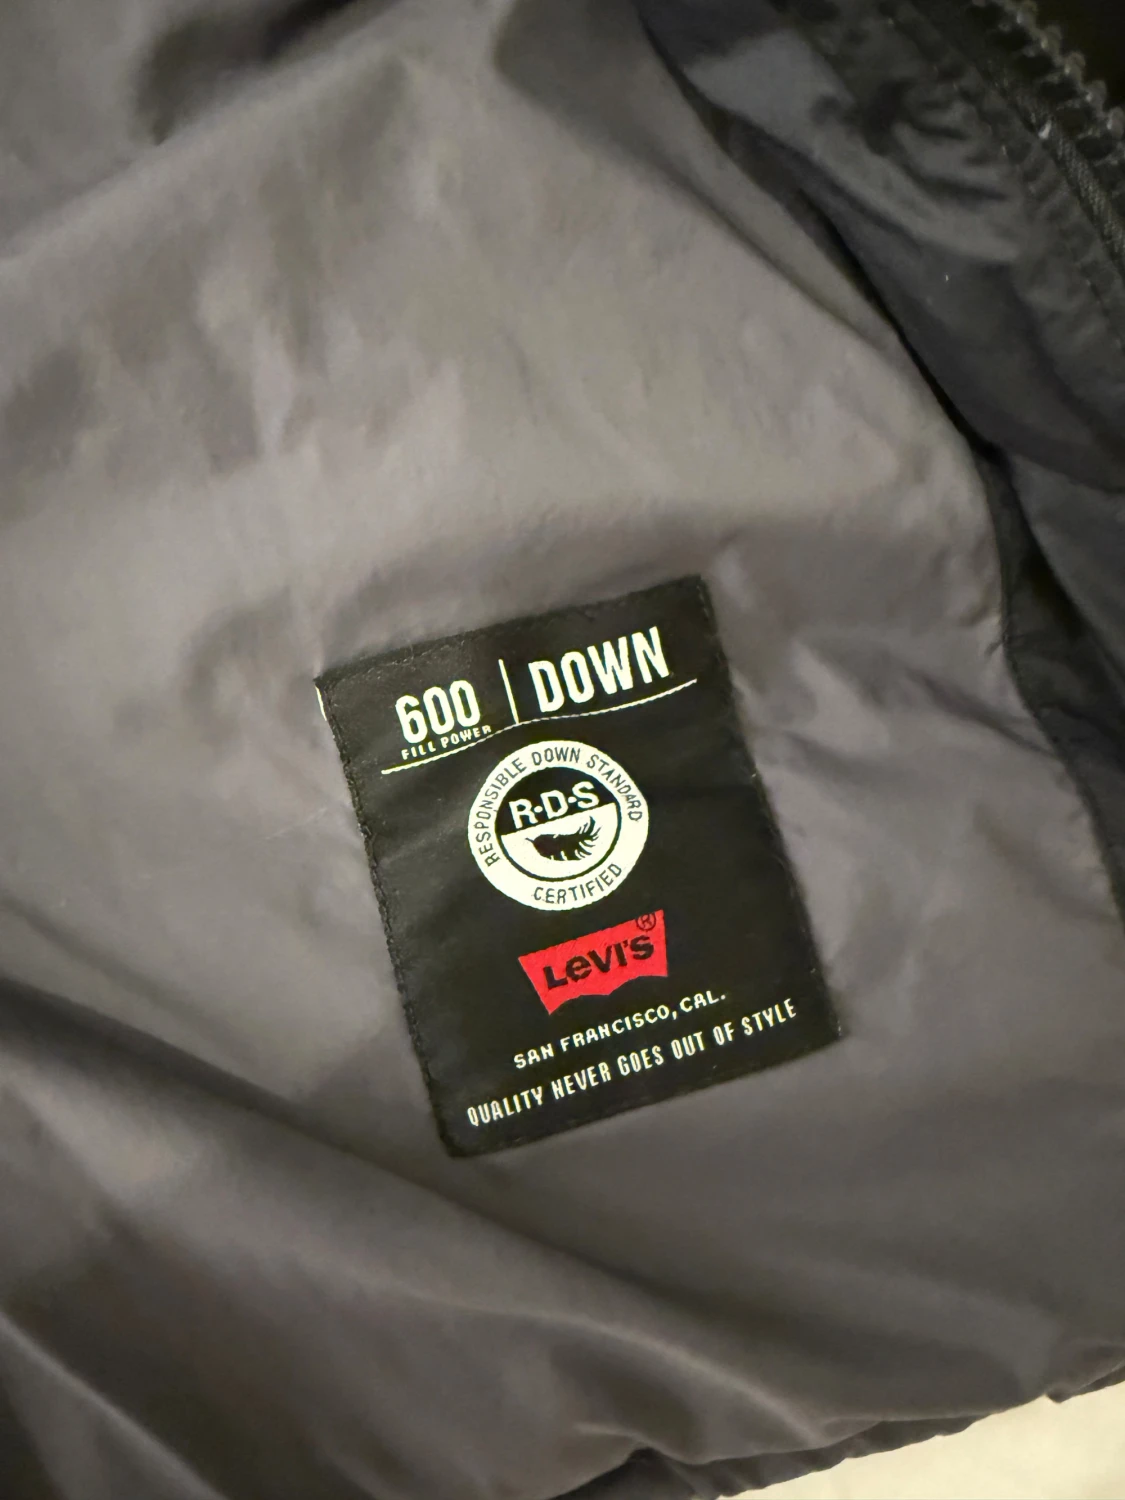 600 | DOWN
FILL POWER
RESPONSIBLE DOWN STANDARD
R·D·S
CERTIFIED
LEVI'S®
SAN FRANCISCO, CAL.
QUALITY NEVER GOES OUT OF STYLE